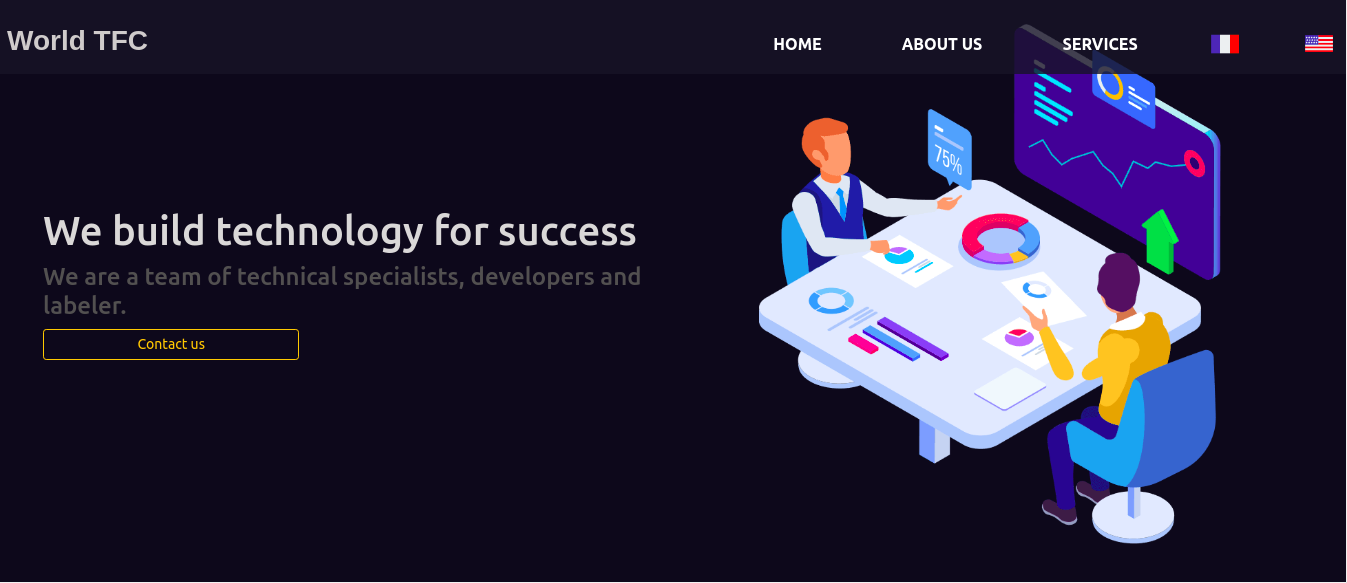 World TFC
HOME
ABOUT US
SERVICES
75%
We build technology for success
We are a team of technical specialists, developers and
labeler.
Contact us